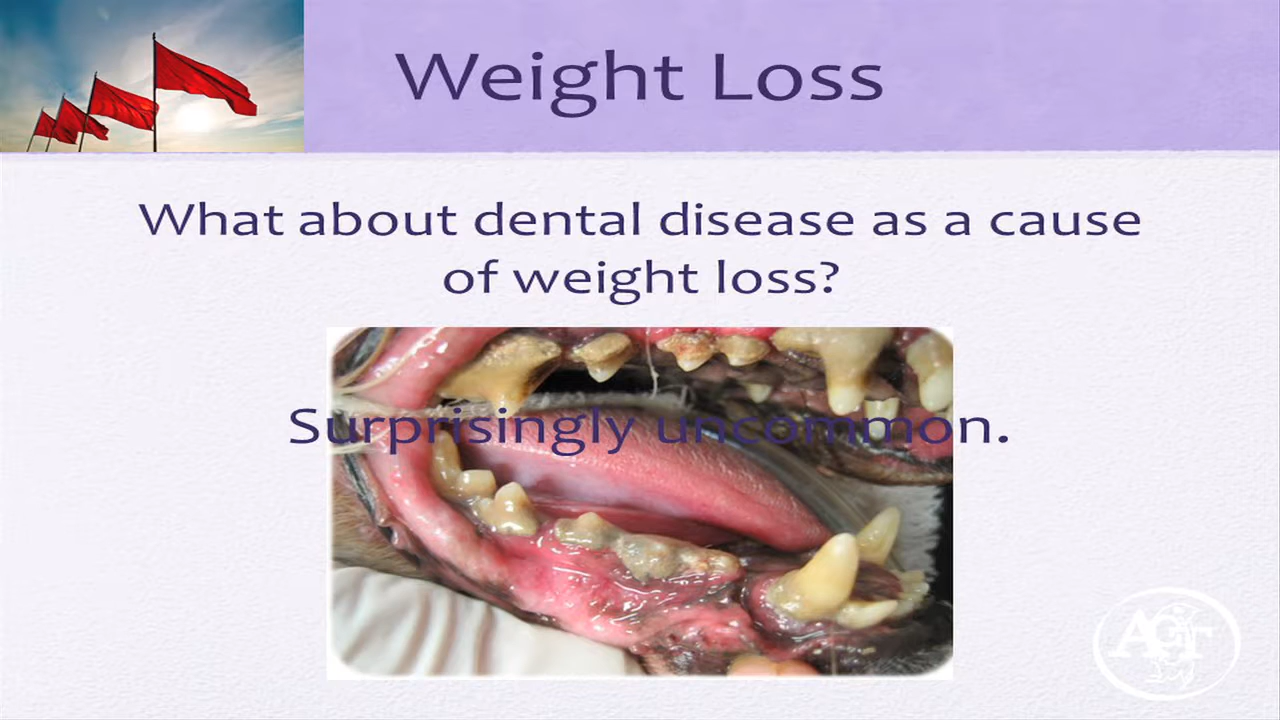 Weight Loss
What about dental disease as a cause
of weight loss?
Surprisingly uncommon.